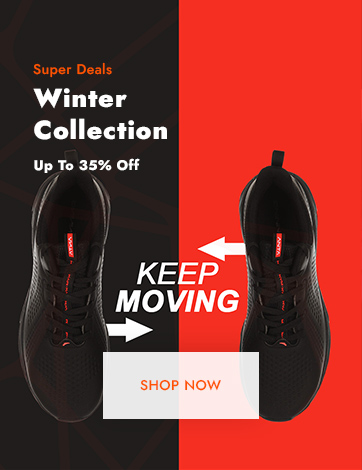 Super Deals
Winter
Collection
Up To 35% Off
KEEP
MOVING
SHOP NOW